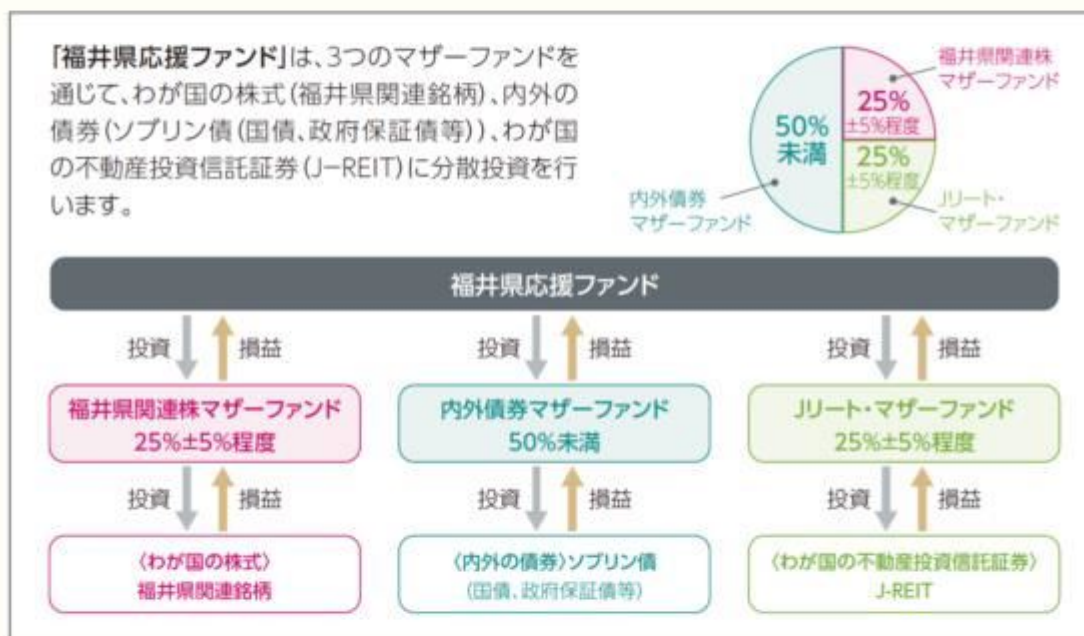 「福井県応援ファンド」は、3つのマザーファンドを
通じて、わが国の株式(福井県関連銘柄)、内外の
債券(ソブリン債(国債、政府保証債等))、わが国
の不動産投資信託証券(J−REIT)に分散投資を行
います。
福井県関連株
マザーファンド
25%
±5%程度
50%
未満
25%
±5%程度
内外債券
マザーファンド
Jリート・
マザーファンド
福井県応援ファンド
投資 損益 投資 損益 投資 損益
福井県関連株マザーファンド
25%±5%程度
内外債券マザーファンド
50%未満
Jリート・マザーファンド
25%±5%程度
投資 損益 投資 損益 投資 損益
〈わが国の株式〉
福井県関連銘柄
〈内外の債券〉ソブリン債
(国債、政府保証債等)
〈わが国の不動産投資信託証券〉
J-REIT